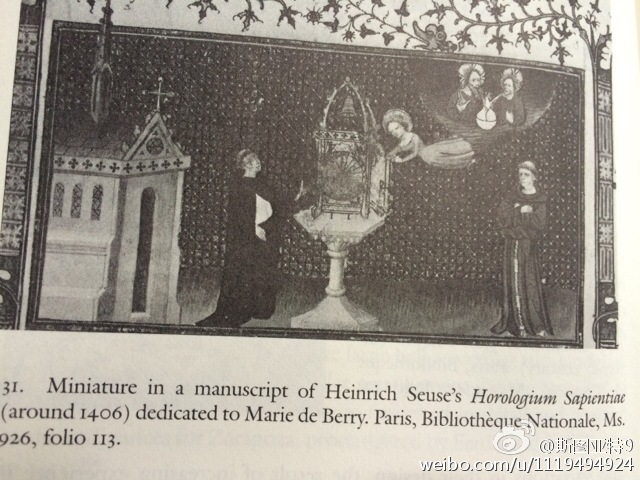 31. Miniature in a manuscript of Heinrich Seuse's Horologium Sapientiae
(around 1406) dedicated to Marie de Berry. Paris, Bibliothèque Nationale, Ms.
926, folio 113.
weibo.com/u/1119494924